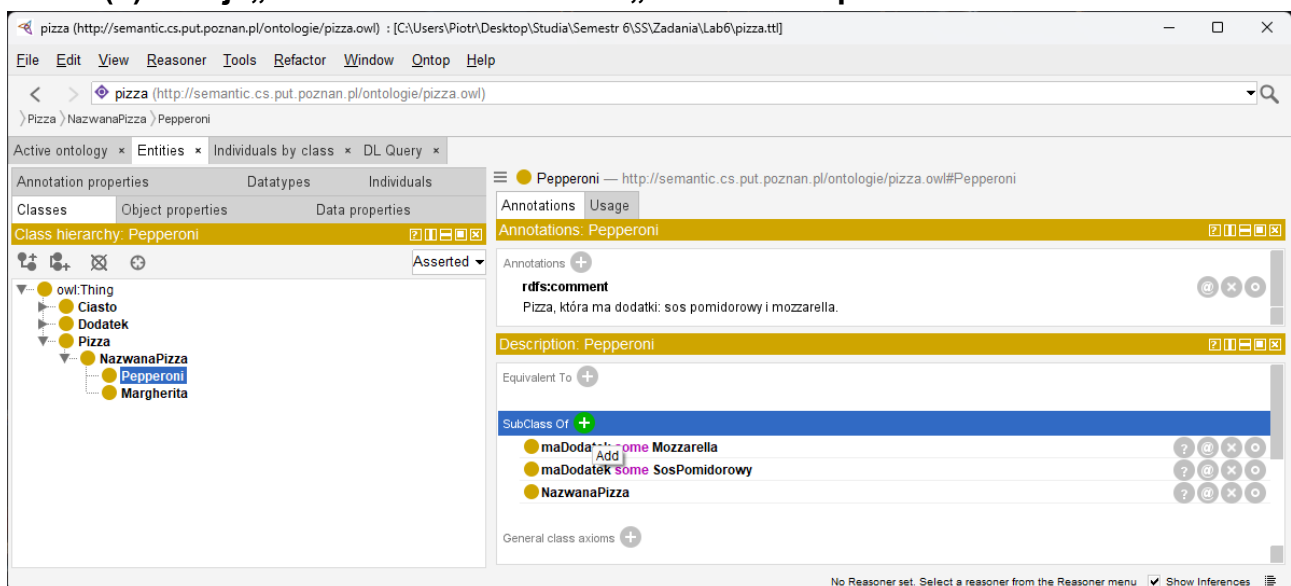 pizza (http://semantic.cs.put.poznan.pl/ontologie/pizza.owl) : [C:\Users\Piotr\Desktop\Studia\Semestr 6\SS\Zadania\Lab6\pizza.ttl]
File Edit View Reasoner Tools Refactor Window Ontop Help
pizza (http://semantic.cs.put.poznan.pl/ontologie/pizza.owl)
Pizza NazwanaPizza Pepperoni
Active ontology × Entities × Individuals by class × DL Query ×
Annotation properties Datatypes Individuals
Classes Object properties Data properties
Class hierarchy: Pepperoni
Asserted
owl:Thing
Ciasto
Dodatek
Pizza
NazwanaPizza
Pepperoni
Margherita
Pepperoni — http://semantic.cs.put.poznan.pl/ontologie/pizza.owl#Pepperoni
Annotations Usage
Annotations: Pepperoni
Annotations
rdfs:comment
Pizza, która ma dodatki: sos pomidorowy i mozzarella.
Description: Pepperoni
Equivalent To
SubClass Of
maDodatek some Mozzarella
Add
maDodatek some SosPomidorowy
NazwanaPizza
General class axioms
No Reasoner set. Select a reasoner from the Reasoner menu Show Inferences